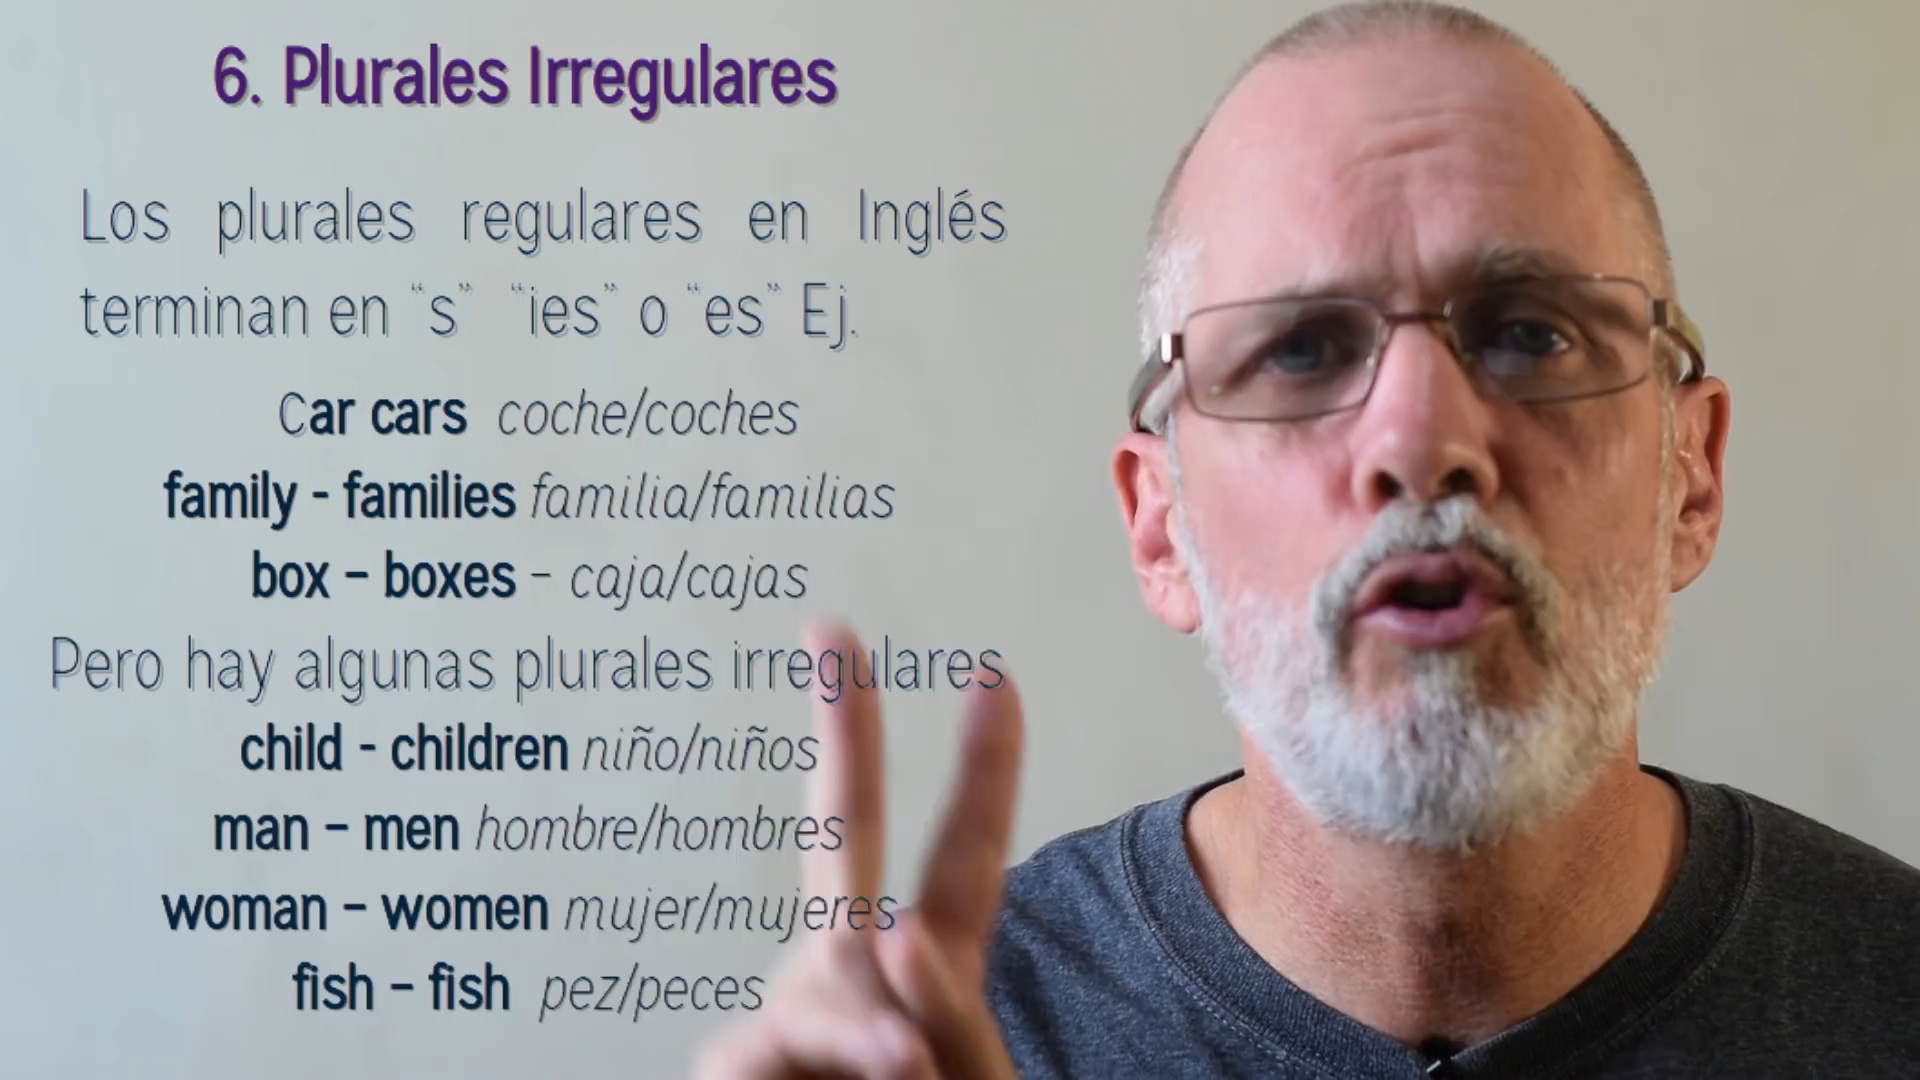 6. Plurales Irregulares
Los plurales regulares en Inglés
terminan en “s” “ies” o “es” Ej.
Car cars coche/coches
family - families familia/familias
box – boxes – caja/cajas
Pero hay algunas plurales irregulares
child - children niño/niños
man – men hombre/hombres
woman – women mujer/mujeres
fish – fish pez/peces